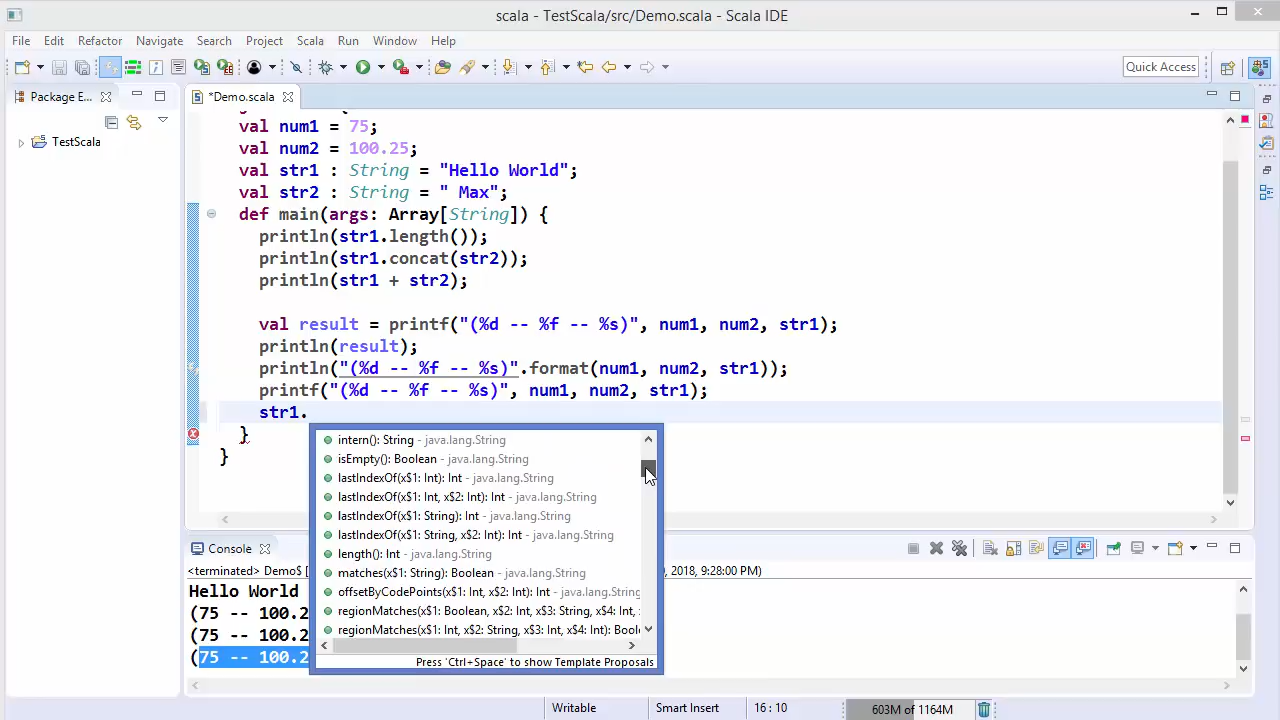 scala - TestScala/src/Demo.scala - Scala IDE
File Edit Refactor Navigate Search Project Scala Run Window Help
Quick Access
Package E...
*Demo.scala
TestScala
val num1 = 75;
val num2 = 100.25;
val str1 : String = "Hello World";
val str2 : String = " Max";
def main(args: Array[String]) {
println(str1.length());
println(str1.concat(str2));
println(str1 + str2);
val result = printf("(%d -- %f -- %s)", num1, num2, str1);
println(result);
println("(%d -- %f -- %s)".format(num1, num2, str1));
printf("(%d -- %f -- %s)", num1, num2, str1);
str1.
}
}
intern(): String - java.lang.String
isEmpty(): Boolean - java.lang.String
lastIndexOf(x$1: Int): Int - java.lang.String
lastIndexOf(x$1: Int, x$2: Int): Int - java.lang.String
lastIndexOf(x$1: String): Int - java.lang.String
lastIndexOf(x$1: String, x$2: Int): Int - java.lang.String
length(): Int - java.lang.String
matches(x$1: String): Boolean - java.lang.String
offsetByCodePoints(x$1: Int, x$2: Int): Int - java.lang.String
regionMatches(x$1: Boolean, x$2: Int, x$3: String, x$4: Int,
regionMatches(x$1: Int, x$2: String, x$3: Int, x$4: Int): Bool
Press 'Ctrl+Space' to show Template Proposals
Console
<terminated> Demo$ [
, 2018, 9:28:00 PM)
Hello World
(75 -- 100.2
(75 -- 100.2
(75 -- 100.2
Writable
Smart Insert
16 : 10
603M of 1164M